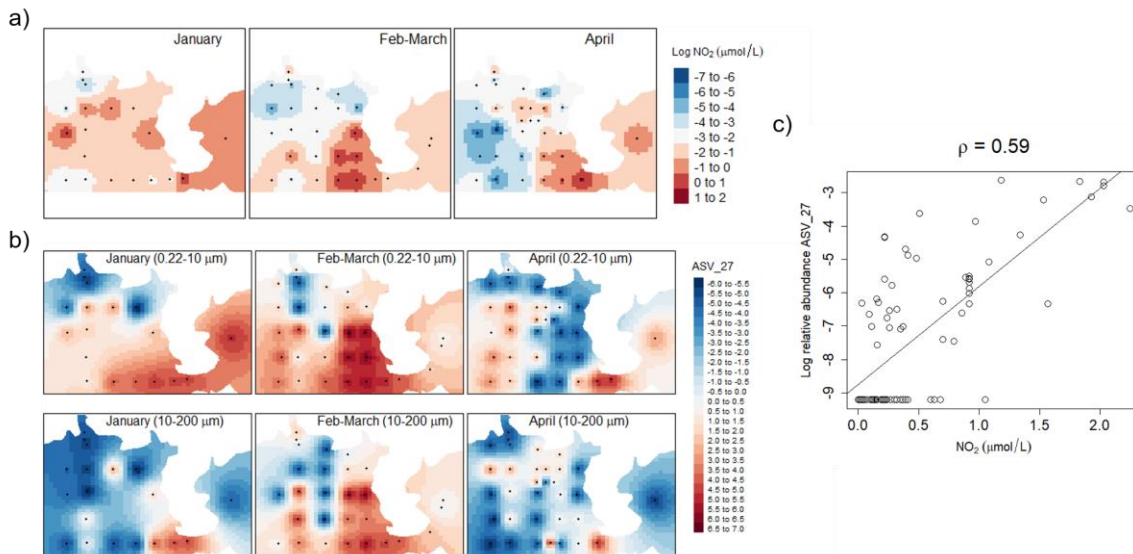 a)
January
Feb-March
April
Log NO₂ (μmol/L)
-7 to -6
-6 to -5
-5 to -4
-4 to -3
-3 to -2
-2 to -1
-1 to 0
0 to 1
1 to 2
b)
January (0.22-10 μm)
Feb-March (0.22-10 μm)
April (0.22-10 μm)
January (10-200 μm)
Feb-March (10-200 μm)
April (10-200 μm)
ASV_27
-6.0 to -5.5
-5.5 to -5.0
-5.0 to -4.5
-4.5 to -4.0
-4.0 to -3.5
-3.5 to -3.0
-3.0 to -2.5
-2.5 to -2.0
-2.0 to -1.5
-1.5 to -1.0
-1.0 to -0.5
-0.5 to 0.0
0.0 to 0.5
0.5 to 1.0
1.0 to 1.5
1.5 to 2.0
2.0 to 2.5
2.5 to 3.0
3.0 to 3.5
3.5 to 4.0
4.0 to 4.5
4.5 to 5.0
5.0 to 5.5
5.5 to 6.0
6.0 to 6.5
6.5 to 7.0
c)
ρ = 0.59
Log relative abundance ASV_27
-3
-4
-5
-6
-7
-8
-9
0.0 0.5 1.0 1.5 2.0
NO₂ (μmol/L)